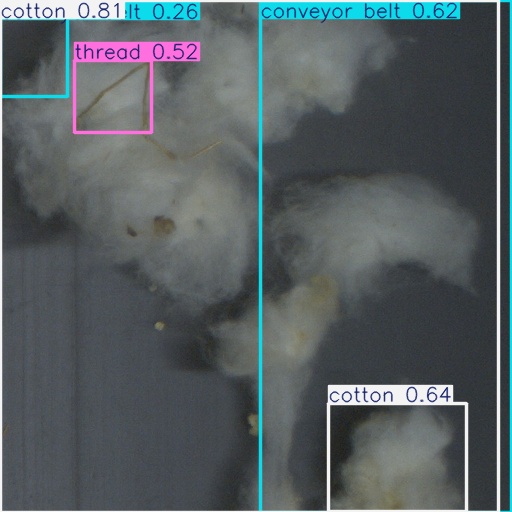 cotton 0.81
lt 0.26
conveyor belt 0.62
thread 0.52
cotton 0.64